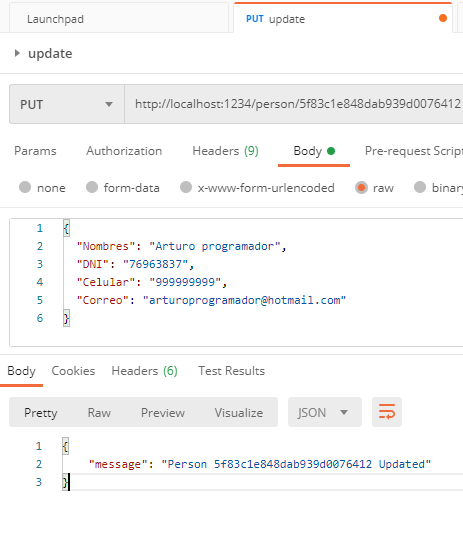 Launchpad
PUT update
update
PUT http://localhost:1234/person/5f83c1e848dab939d0076412
Params Authorization Headers (9) Body Pre-request Script
none form-data x-www-form-urlencoded raw binary
1 {
2 "Nombres": "Arturo programador",
3 "DNI": "76963837",
4 "Celular": "999999999",
5 "Correo": "arturoprogramador@hotmail.com"
6 }
Body Cookies Headers (6) Test Results
Pretty Raw Preview Visualize JSON
1 {
2 "message": "Person 5f83c1e848dab939d0076412 Updated"
3 }